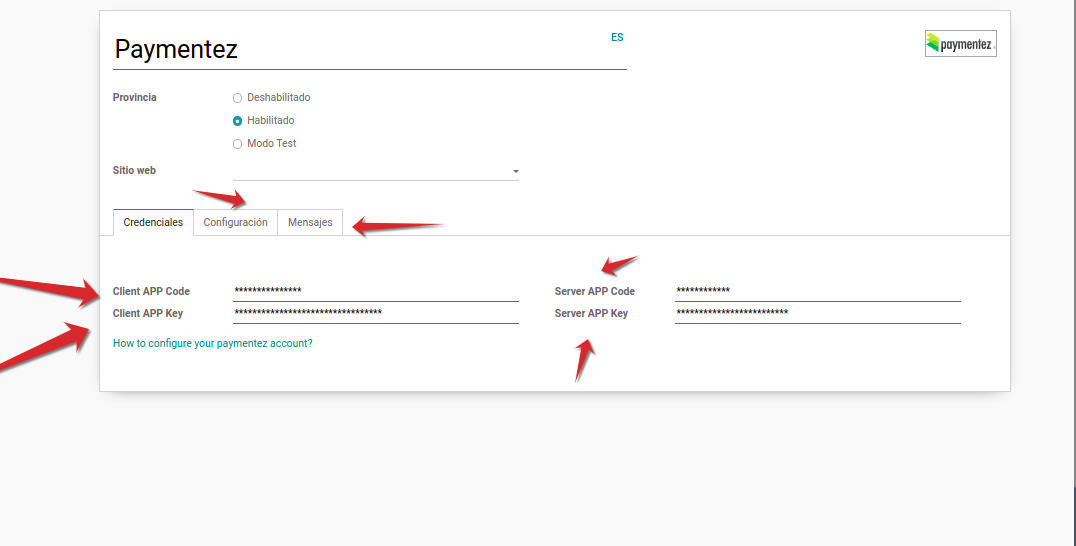 Paymentez
ES
paymentez
Provincia
Deshabilitado
Habilitado
Modo Test
Sitio web
Credenciales Configuración Mensajes
Client APP Code *************** Server APP Code ************
Client APP Key ********************************* Server APP Key *************************
How to configure your paymentez account?